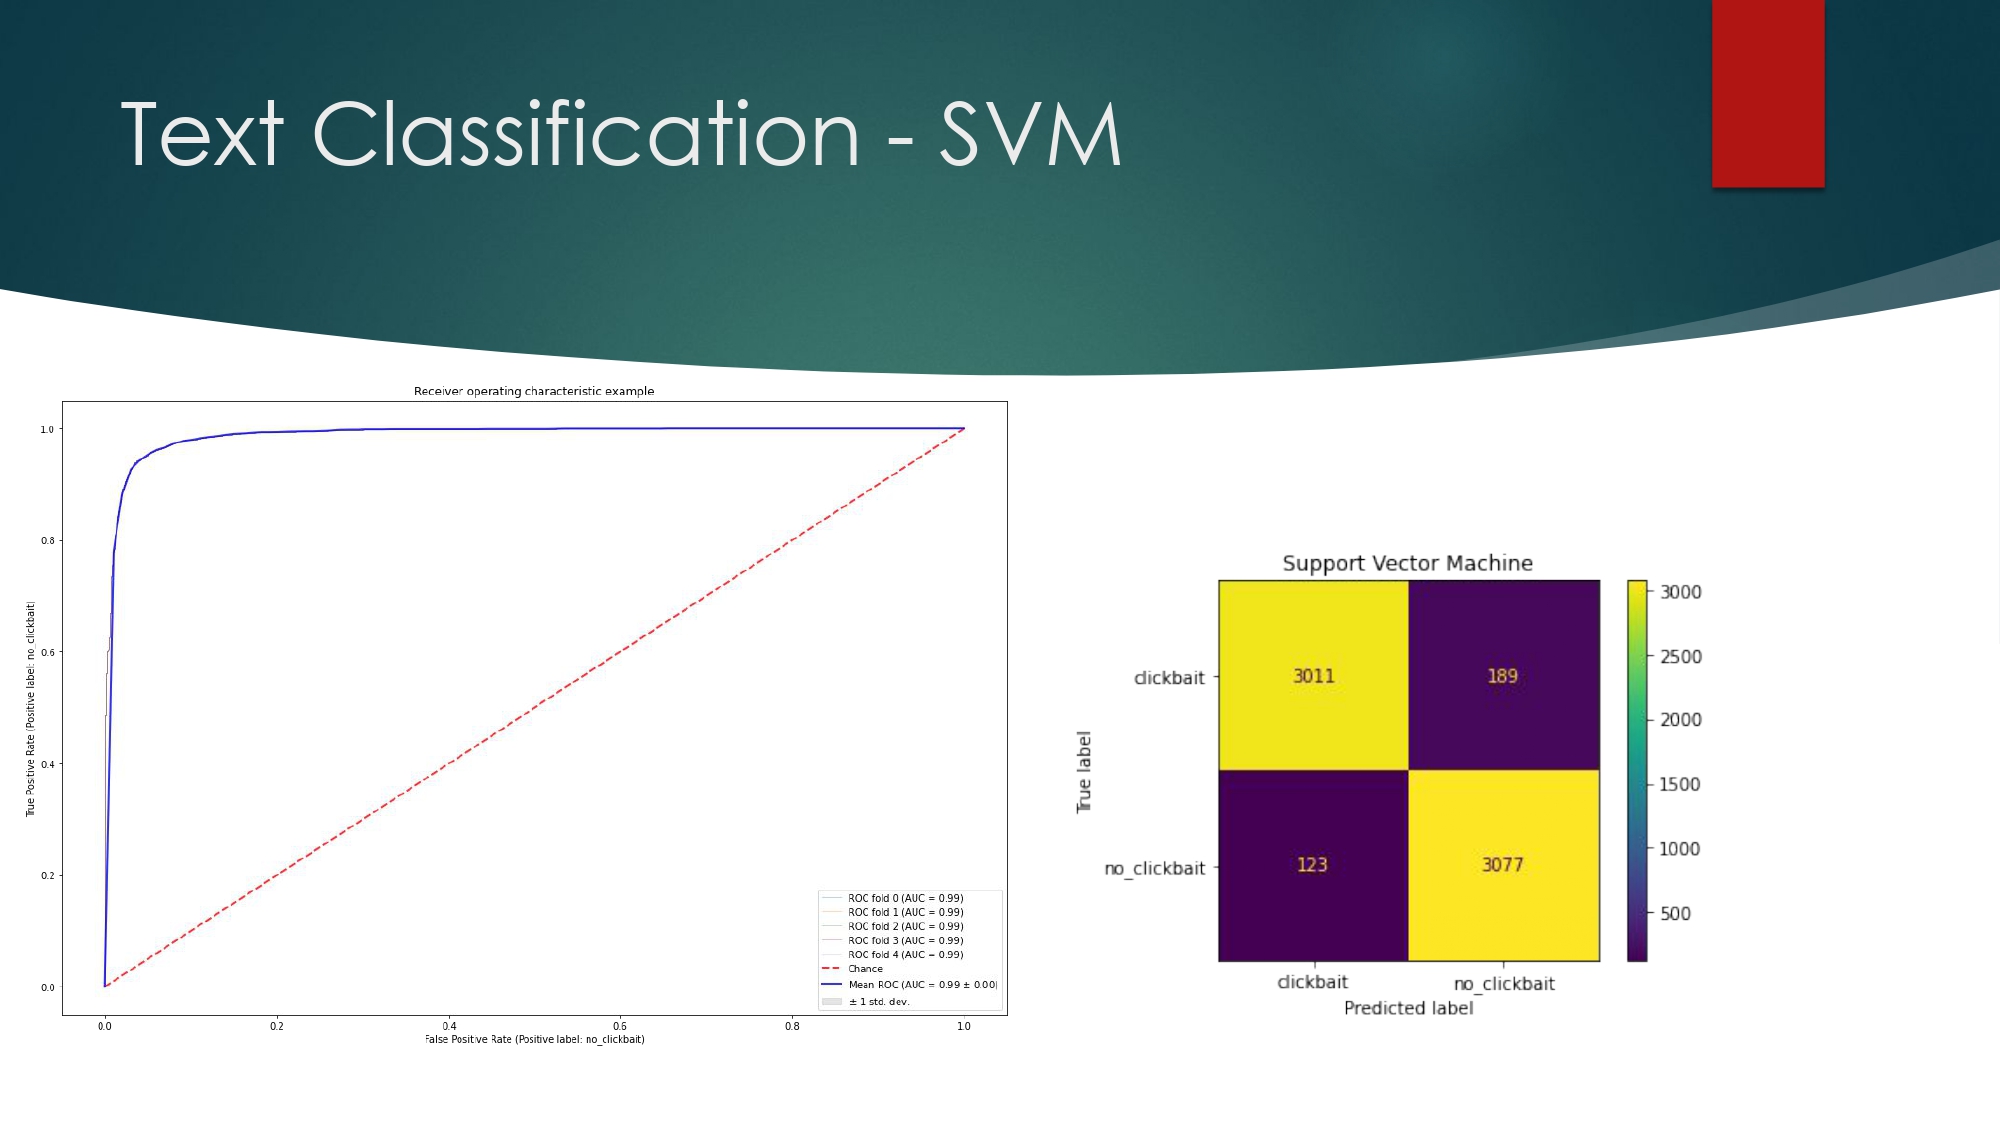 Text Classification - SVM
Receiver operating characteristic example
1.0
0.8
0.6
0.4
0.2
0.0
True Positive Rate (Positive label: no_clickbait)
0.0 0.2 0.4 0.6 0.8 1.0
False Positive Rate (Positive label: no_clickbait)
ROC fold 0 (AUC = 0.99)
ROC fold 1 (AUC = 0.99)
ROC fold 2 (AUC = 0.99)
ROC fold 3 (AUC = 0.99)
ROC fold 4 (AUC = 0.99)
Chance
Mean ROC (AUC = 0.99 ± 0.00)
± 1 std. dev.
Support Vector Machine
True label
clickbait 3011 189
no_clickbait 123 3077
clickbait no_clickbait
Predicted label
3000
2500
2000
1500
1000
500